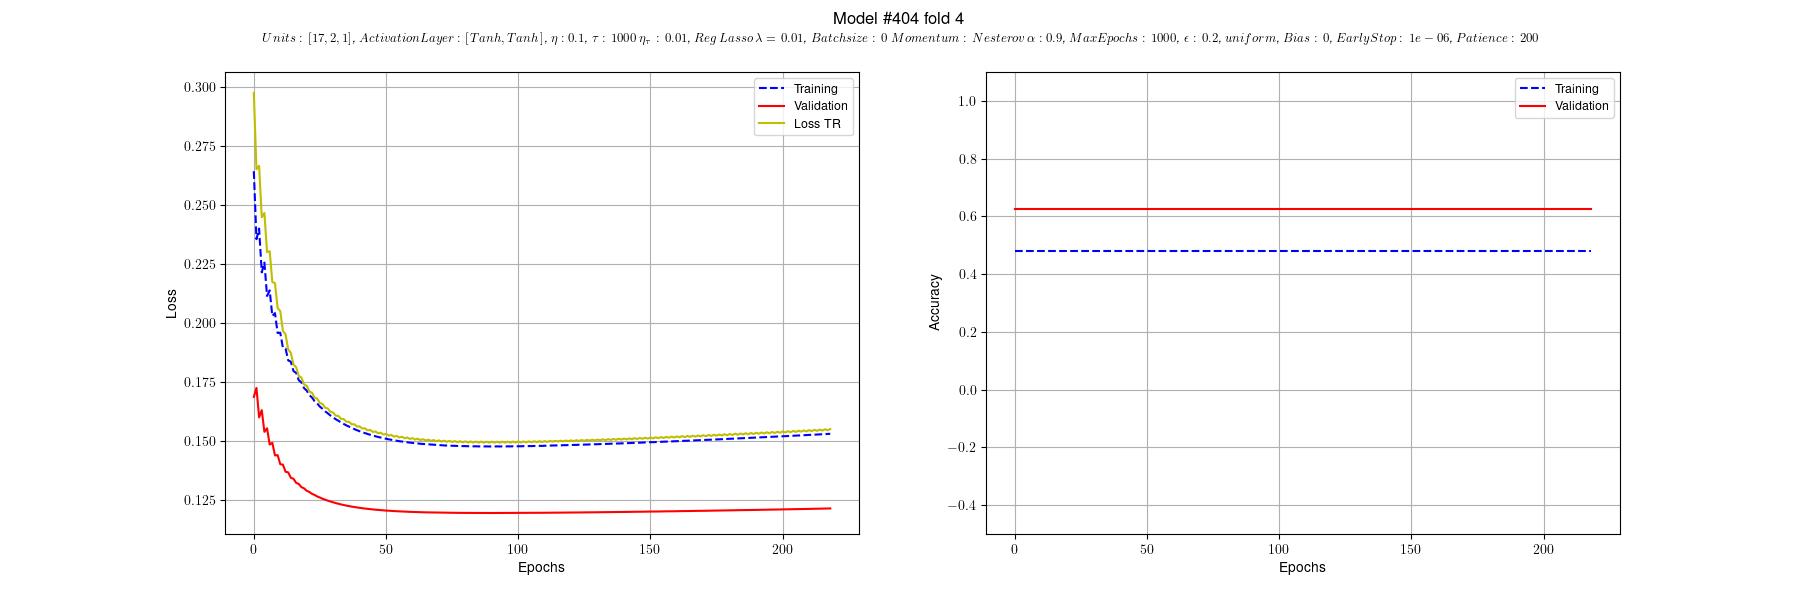 Model #404 fold 4
Units : [17, 2, 1], ActivationLayer : [Tanh, Tanh], η : 0.1, τ : 1000 η_τ : 0.01, Reg Lasso λ = 0.01, Batchsize : 0 Momentum : Nesterov α : 0.9, MaxEpochs : 1000, ϵ : 0.2, uniform, Bias : 0, EarlyStop : 1e − 06, Patience : 200
0.300
0.275
0.250
0.225
0.200
0.175
0.150
0.125
Loss
Training
Validation
Loss TR
0 50 100 150 200
Epochs
1.0
0.8
0.6
0.4
0.2
0.0
−0.2
−0.4
Accuracy
Training
Validation
0 50 100 150 200
Epochs